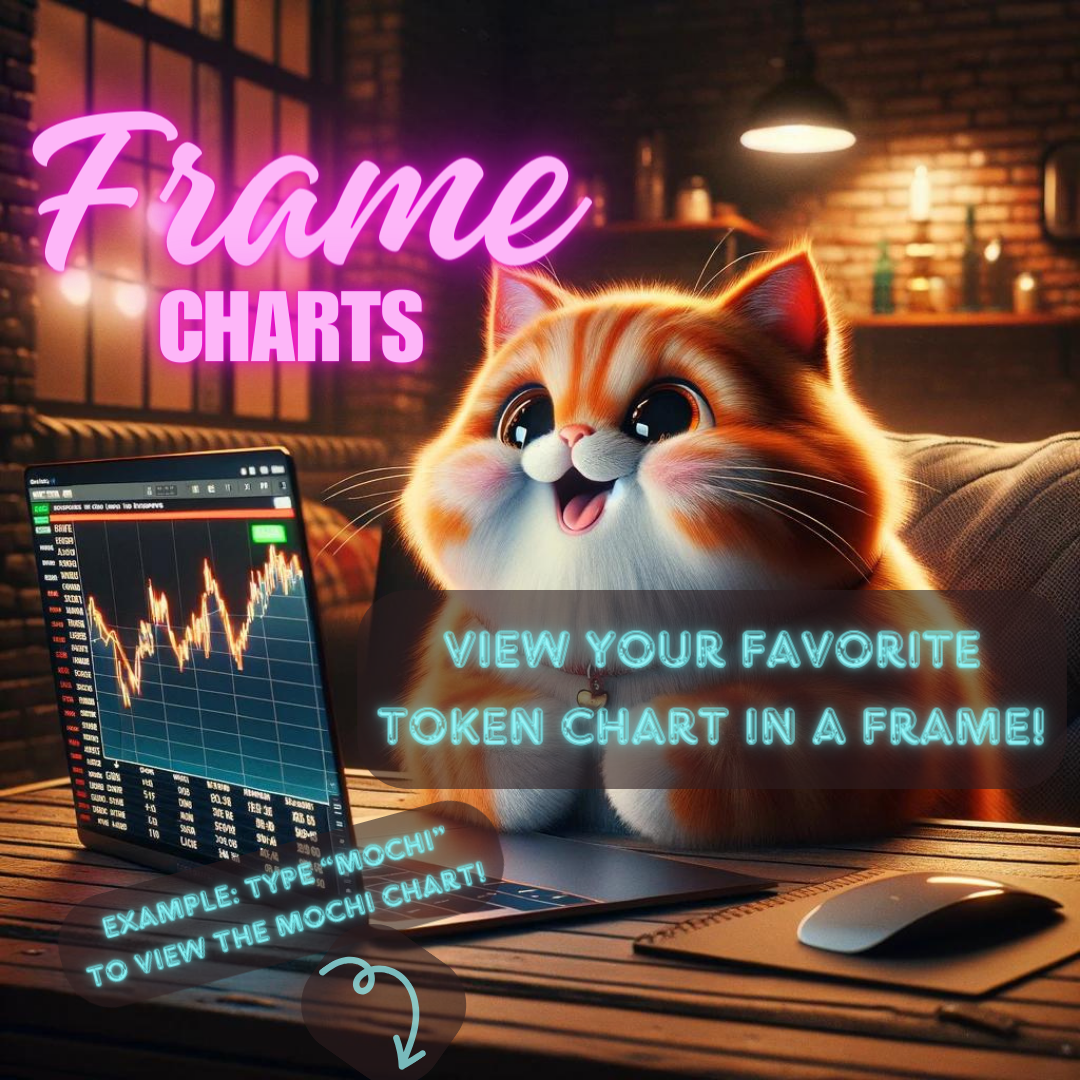 Frame
CHARTS
VIEW YOUR FAVORITE
TOKEN CHART IN A FRAME!
EXAMPLE: TYPE “MOCHI”
TO VIEW THE MOCHI CHART!